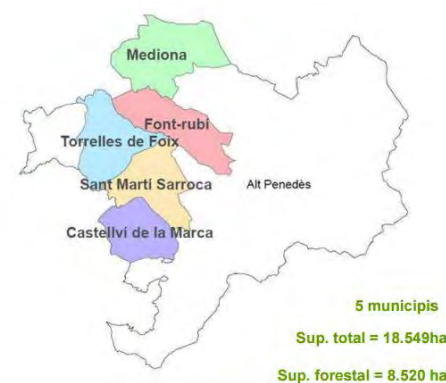 Mediona
Font-rubí
Torrelles de Foix
Sant Martí Sarroca
Alt Penedès
Castellví de la Marca
5 municipis
Sup. total = 18.549ha
Sup. forestal = 8.520 ha